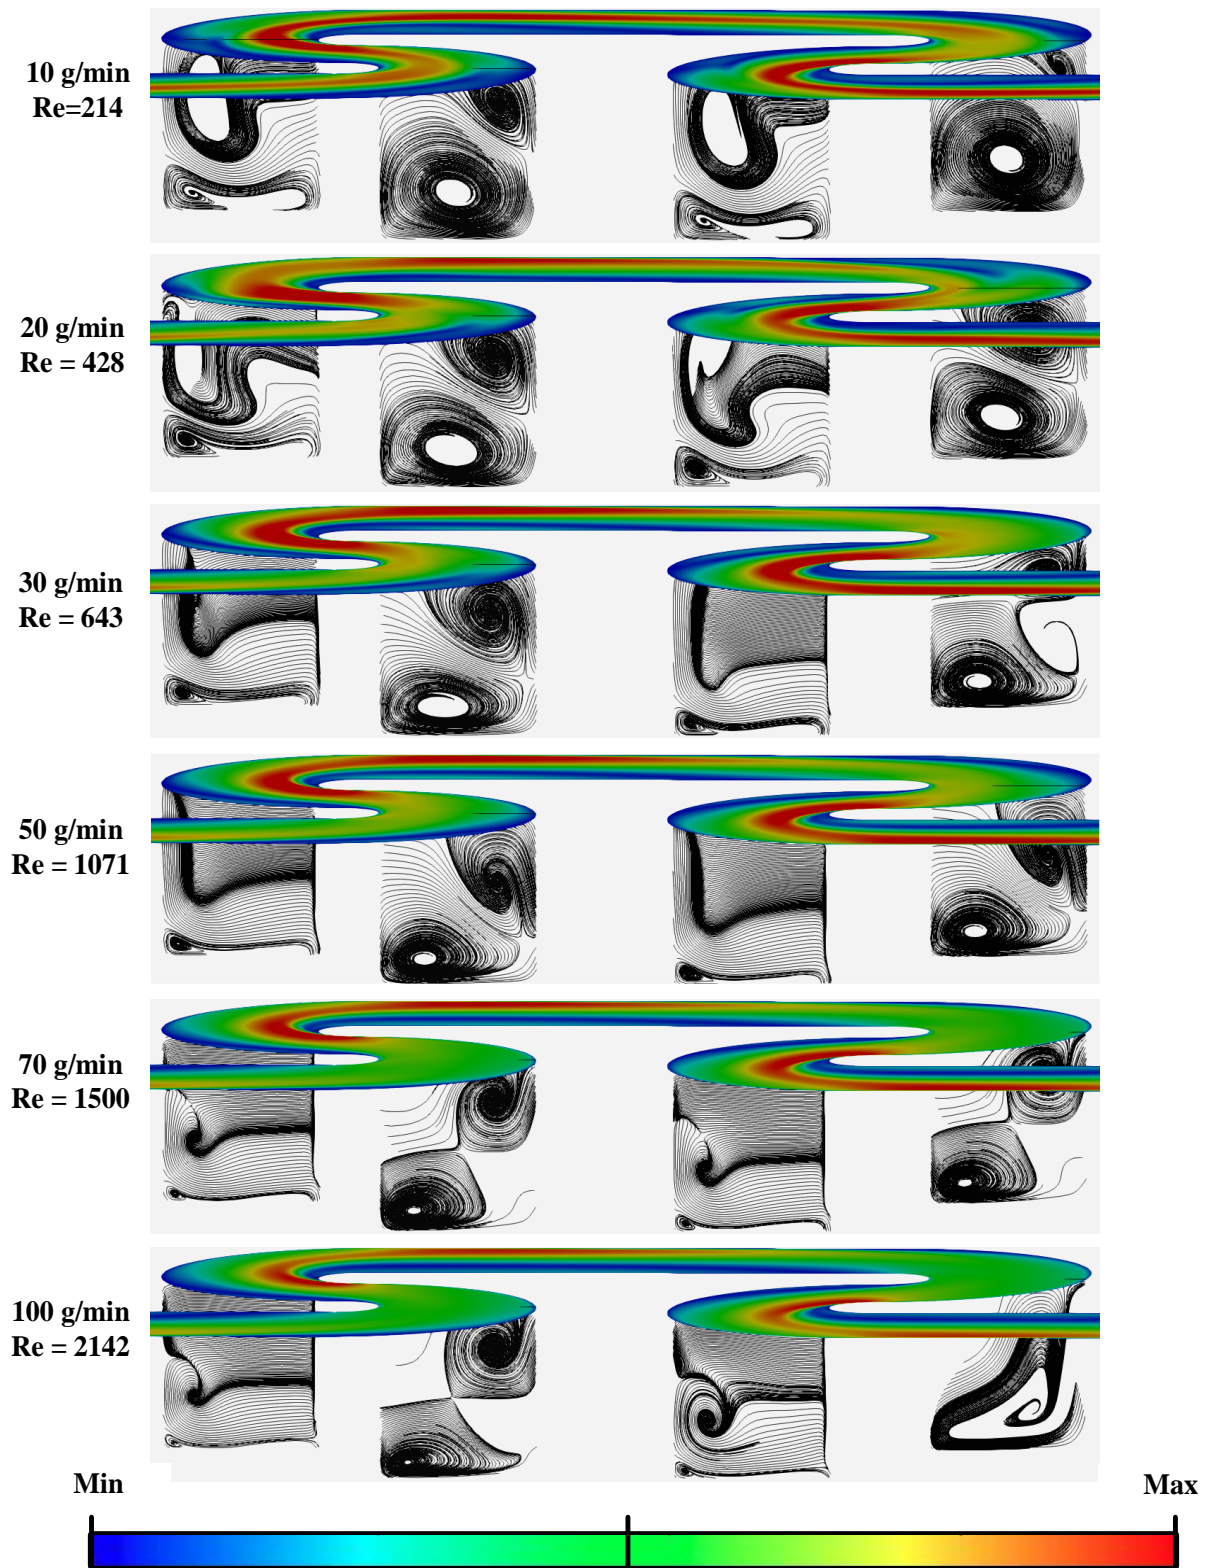 10 g/min
Re=214
20 g/min
Re = 428
30 g/min
Re = 643
50 g/min
Re = 1071
70 g/min
Re = 1500
100 g/min
Re = 2142
Min
Max